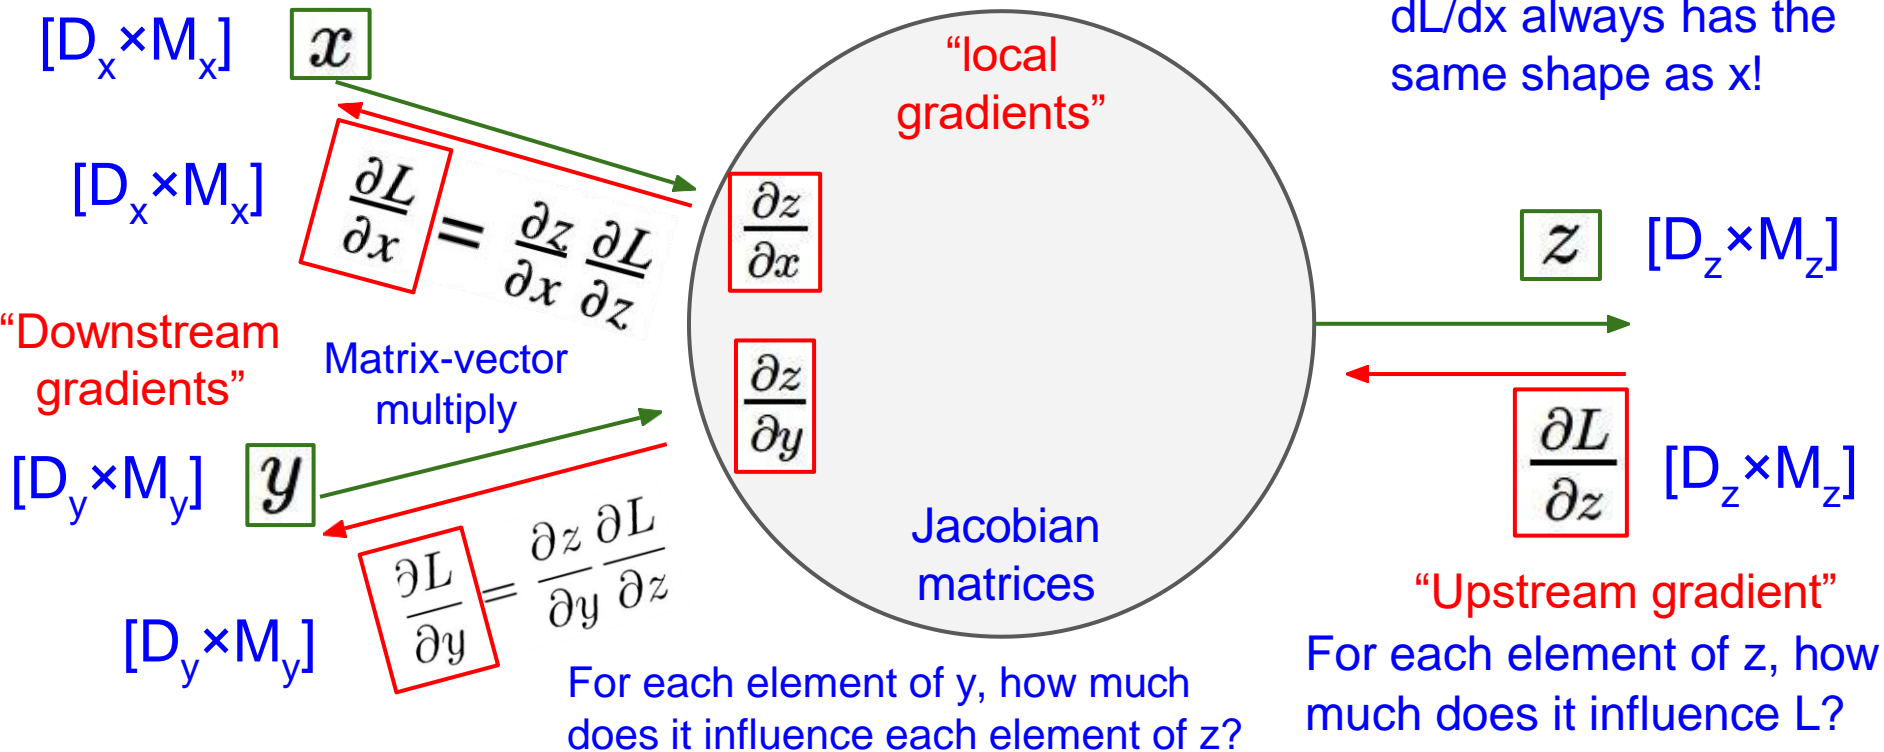 [Dx×Mx] x
dL/dx always has the
same shape as x!
“local
gradients”
[Dx×Mx]
∂L/∂x = ∂z/∂x ∂L/∂z
∂z/∂x
z [Dz×Mz]
“Downstream
gradients”
Matrix-vector
multiply
∂z/∂y
[Dy×My] y
∂L/∂z [Dz×Mz]
∂L/∂y = ∂z/∂y ∂L/∂z
[Dy×My]
Jacobian
matrices
“Upstream gradient”
For each element of z, how
much does it influence L?
For each element of y, how much
does it influence each element of z?